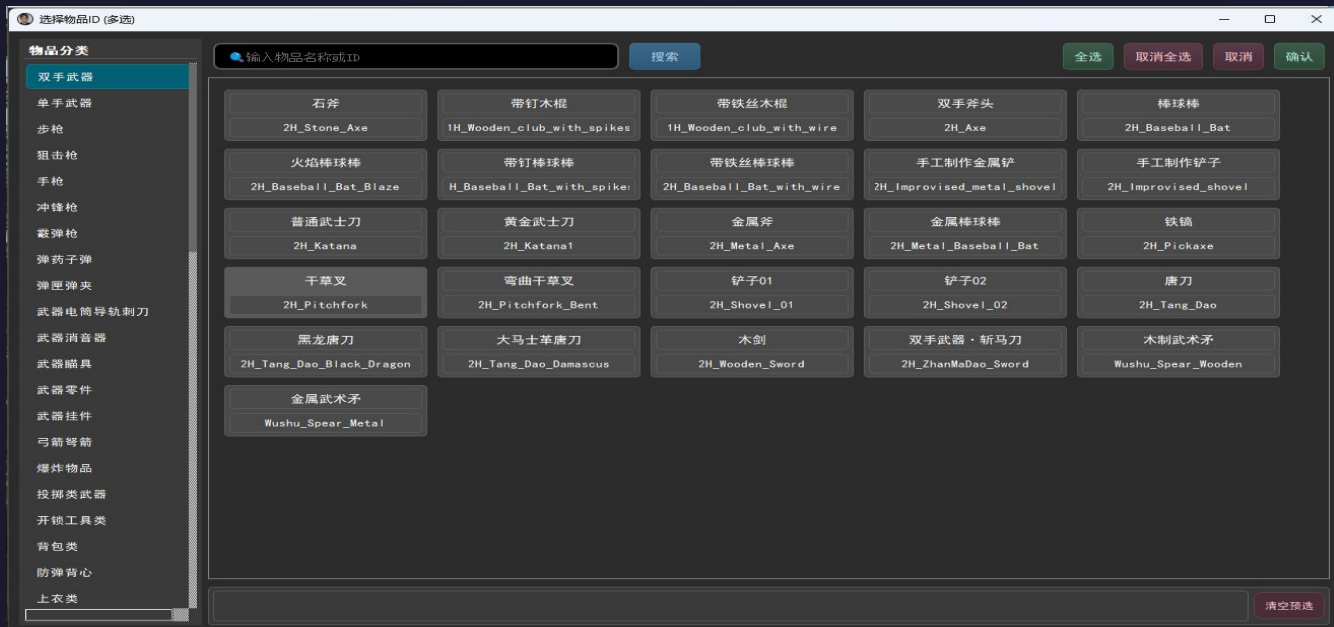 选择物品ID (多选)
物品分类
输入物品名称或ID
搜索
全选
取消全选
取消
确认
双手武器
单手武器
步枪
狙击枪
手枪
冲锋枪
霰弹枪
弹药子弹
弹匣弹夹
武器电筒导轨刺刀
武器消音器
武器瞄具
武器零件
武器挂件
弓箭弩箭
爆炸物品
投掷类武器
开锁工具类
背包类
防弹背心
上衣类
石斧
2H_Stone_Axe
带钉木棍
1H_Wooden_club_with_spikes
带铁丝木棍
1H_Wooden_club_with_wire
双手斧头
2H_Axe
棒球棒
2H_Baseball_Bat
火焰棒球棒
2H_Baseball_Bat_Blaze
带钉棒球棒
H_Baseball_Bat_with_spike
带铁丝棒球棒
2H_Baseball_Bat_with_wire
手工制作金属铲
2H_Improvised_metal_shovel
手工制作铲子
2H_Improvised_shovel
普通武士刀
2H_Katana
黄金武士刀
2H_Katana1
金属斧
2H_Metal_Axe
金属棒球棒
2H_Metal_Baseball_Bat
铁镐
2H_Pickaxe
干草叉
2H_Pitchfork
弯曲干草叉
2H_Pitchfork_Bent
铲子01
2H_Shovel_01
铲子02
2H_Shovel_02
唐刀
2H_Tang_Dao
黑龙唐刀
2H_Tang_Dao_Black_Dragon
大马士革唐刀
2H_Tang_Dao_Damascus
木剑
2H_Wooden_Sword
双手武器·斩马刀
2H_ZhanMaDao_Sword
木制武术矛
Wushu_Spear_Wooden
金属武术矛
Wushu_Spear_Metal
清空预选